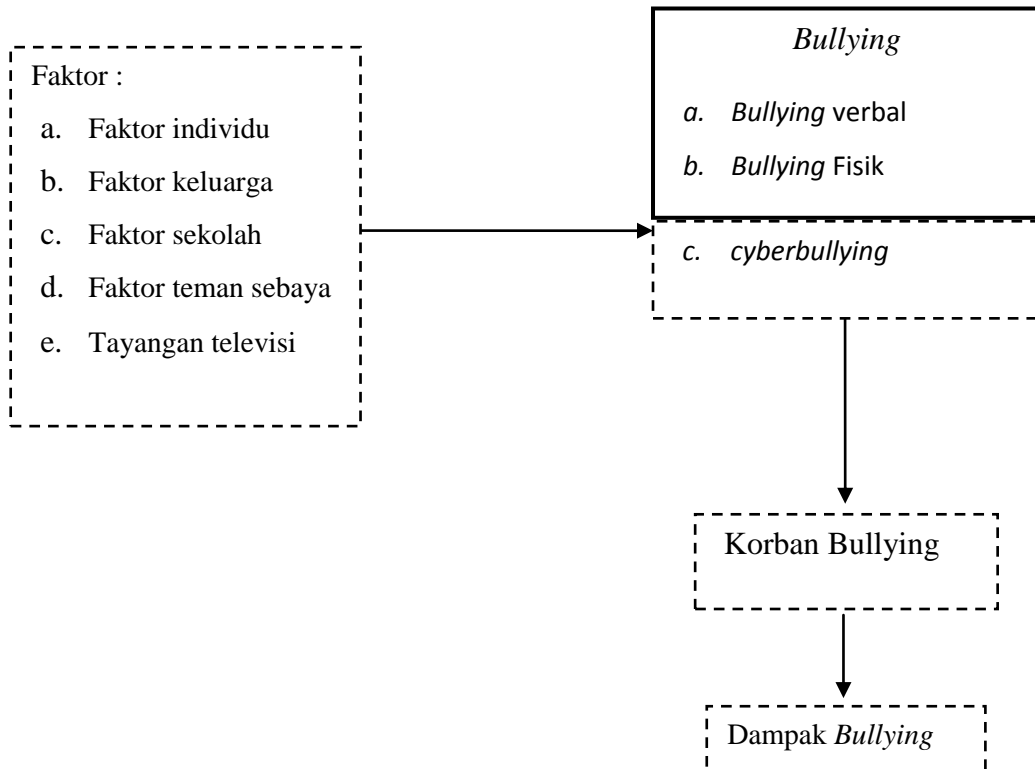 Faktor :
a. Faktor individu
b. Faktor keluarga
c. Faktor sekolah
d. Faktor teman sebaya
e. Tayangan televisi
Bullying
a. Bullying verbal
b. Bullying Fisik
c. cyberbullying
Korban Bullying
Dampak Bullying